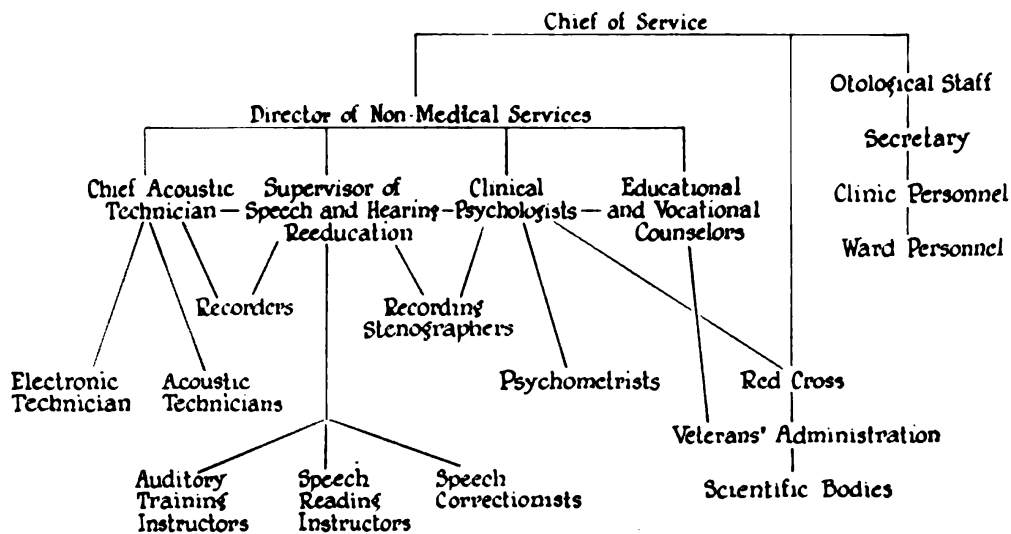 Chief of Service
Otological Staff
Director of Non-Medical Services
Secretary
Chief Acoustic
Technician
Supervisor of
Speech and Hearing
Reeducation
Clinical
Psychologists
Educational
and Vocational
Counselors
Clinic Personnel
Ward Personnel
Recorders
Recording
Stenographers
Electronic
Technician
Acoustic
Technicians
Psychometrists
Red Cross
Veterans' Administration
Auditory
Training
Instructors
Speech
Reading
Instructors
Speech
Correctionists
Scientific Bodies